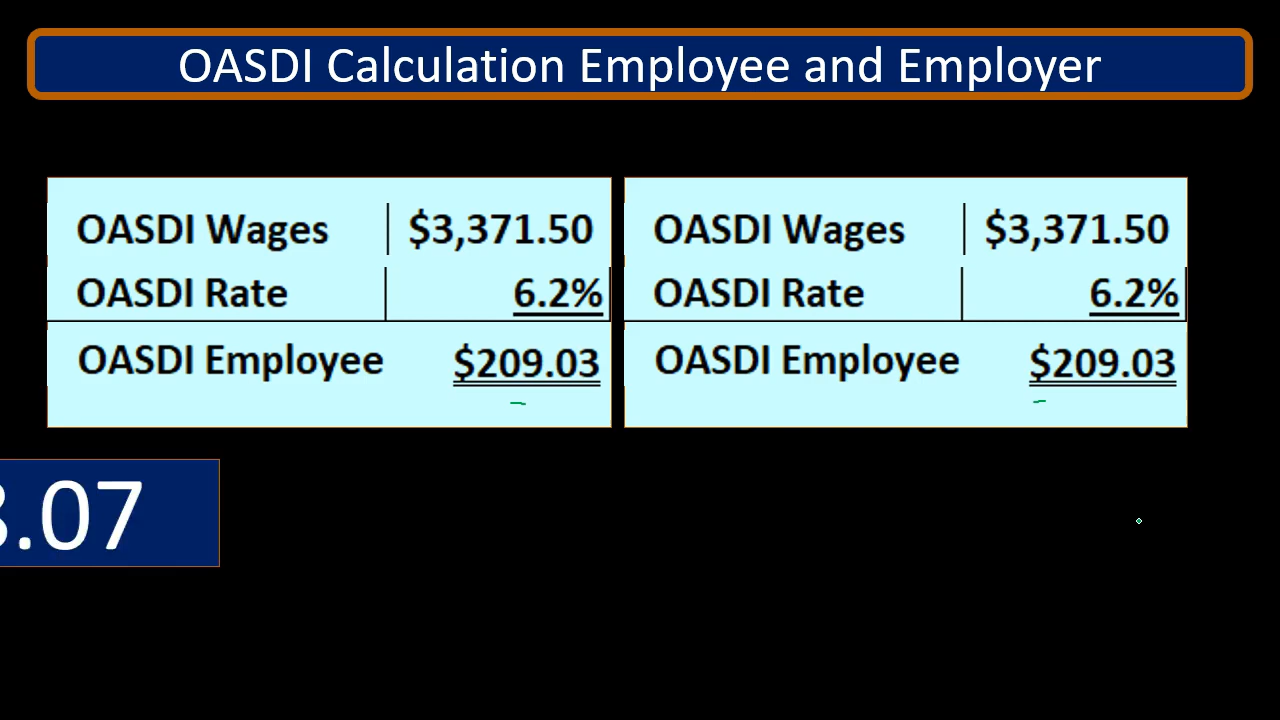 OASDI Calculation Employee and Employer
OASDI Wages $3,371.50
OASDI Rate 6.2%
OASDI Employee $209.03
OASDI Wages $3,371.50
OASDI Rate 6.2%
OASDI Employee $209.03
.07